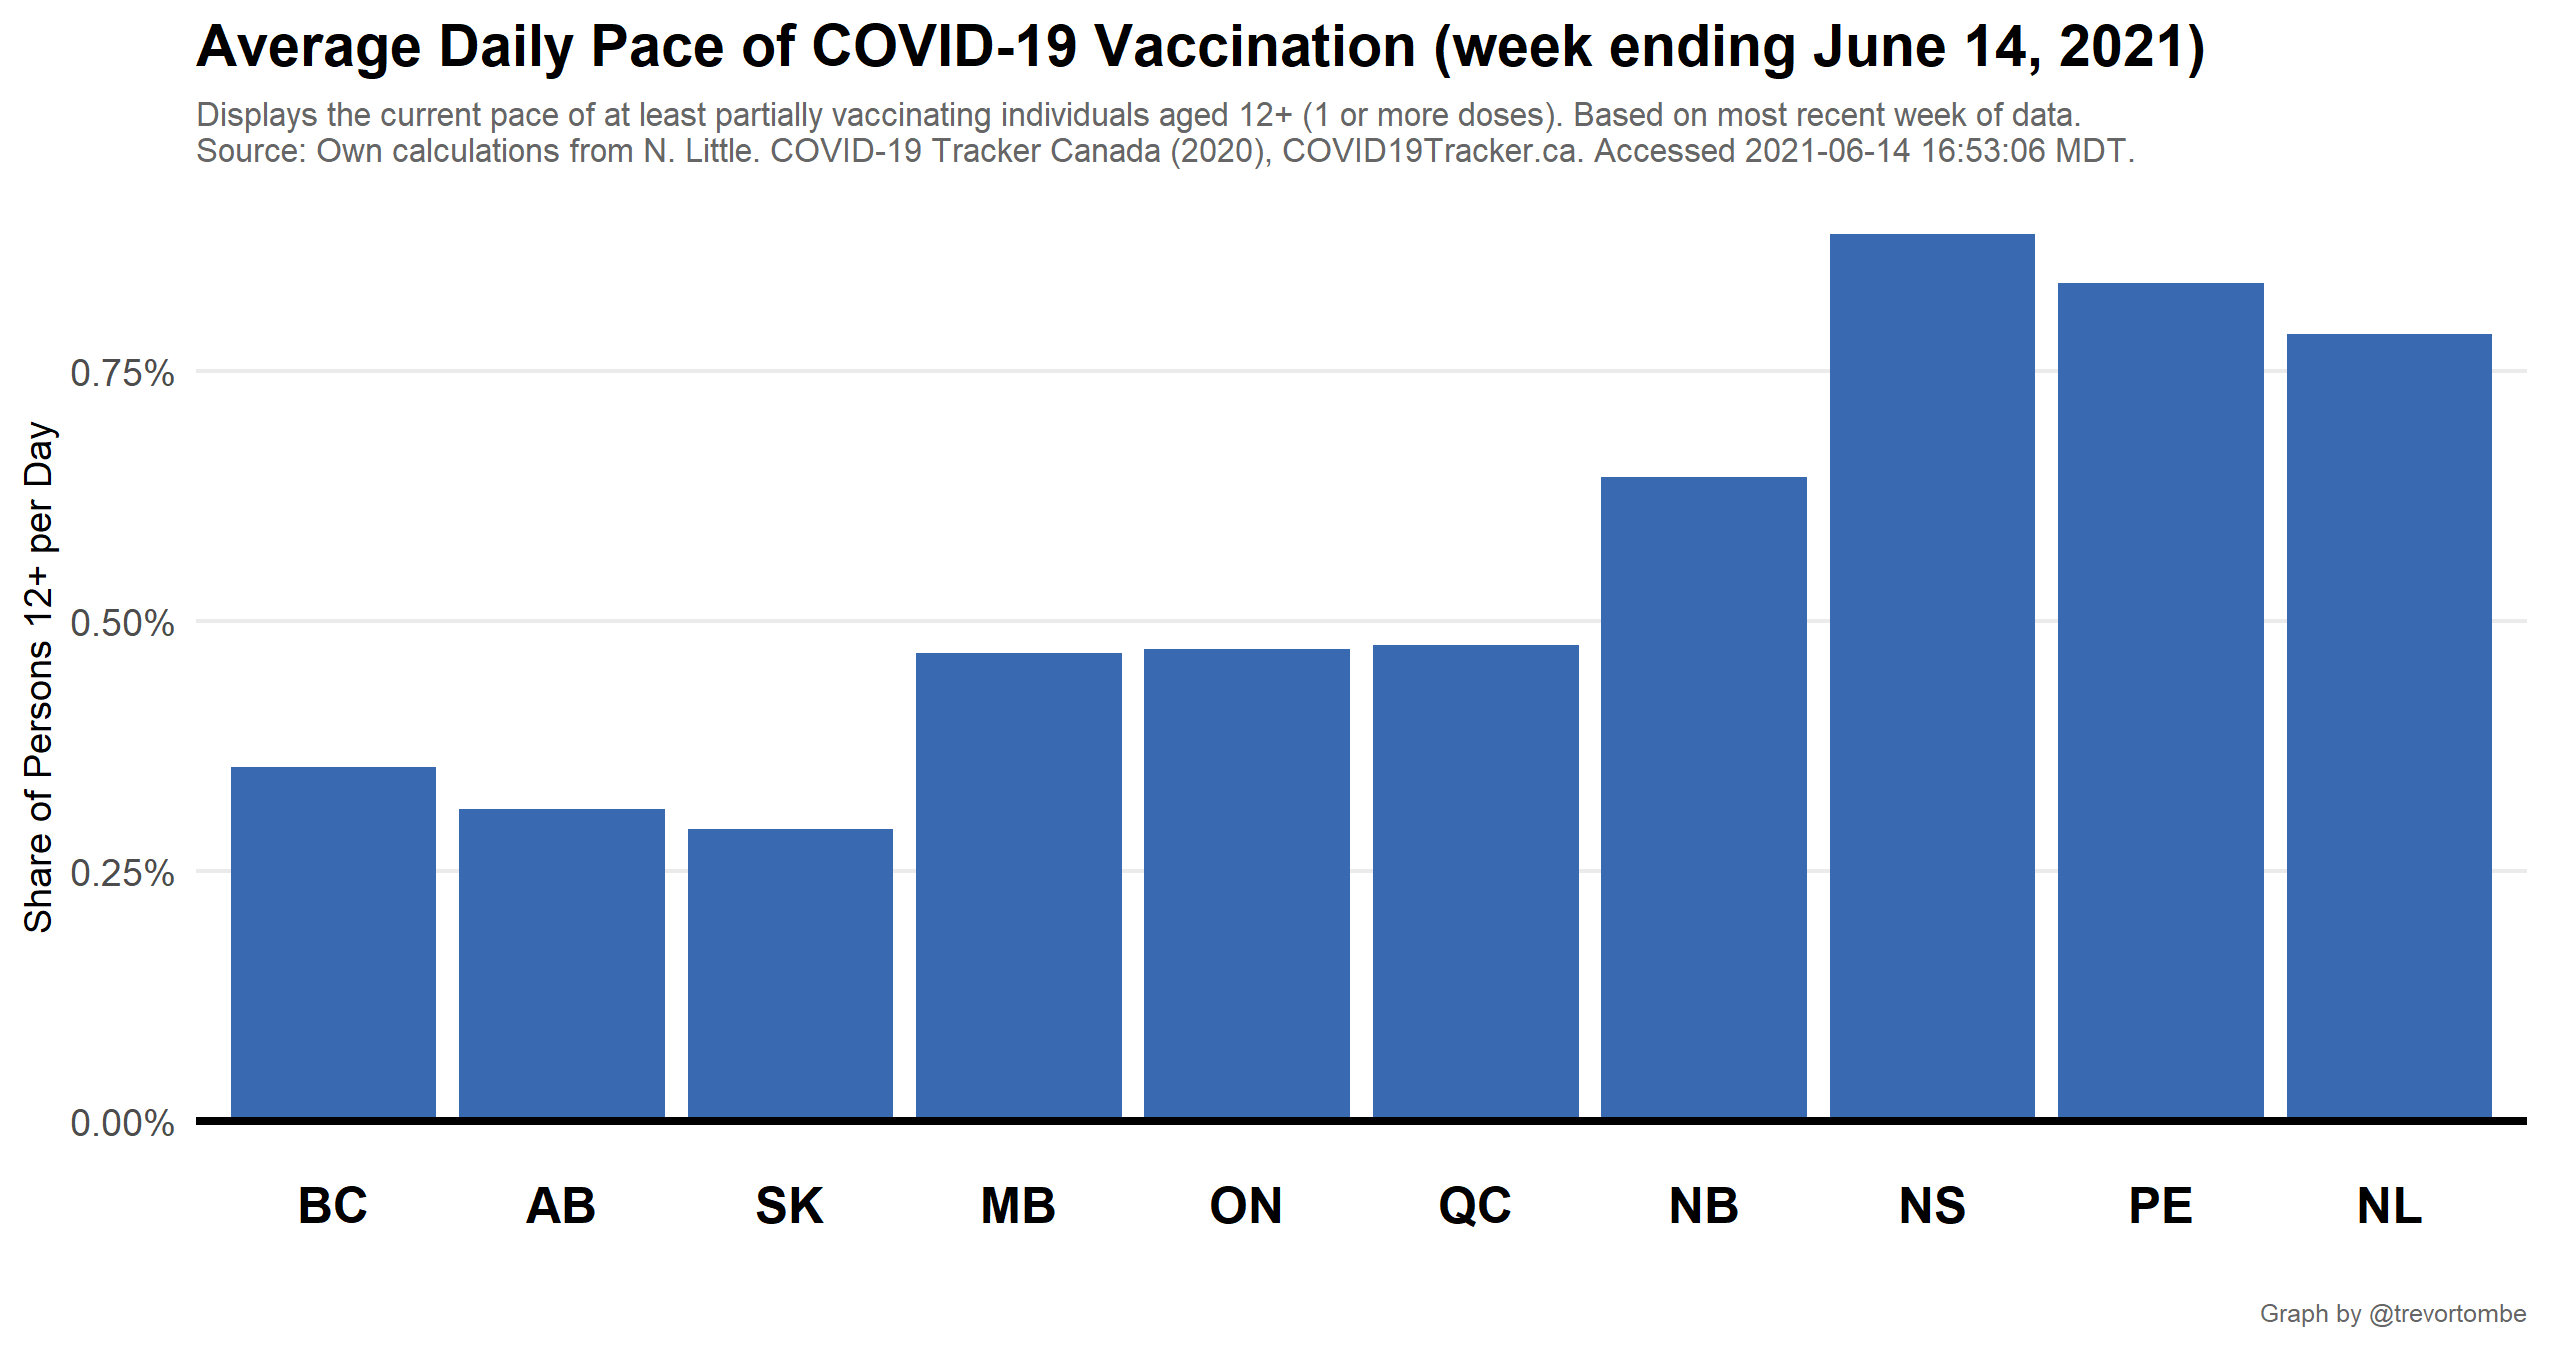 Average Daily Pace of COVID-19 Vaccination (week ending June 14, 2021)
Displays the current pace of at least partially vaccinating individuals aged 12+ (1 or more doses). Based on most recent week of data.
Source: Own calculations from N. Little. COVID-19 Tracker Canada (2020), COVID19Tracker.ca. Accessed 2021-06-14 16:53:06 MDT.
Share of Persons 12+ per Day
0.75%
0.50%
0.25%
0.00%
BC AB SK MB ON QC NB NS PE NL
Graph by @trevortombe